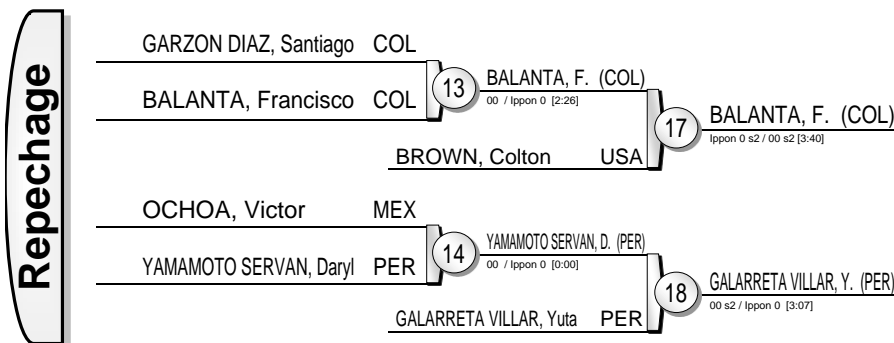 Repechage
GARZON DIAZ, Santiago COL
BALANTA, Francisco COL
13
BALANTA, F. (COL)
00 / Ippon 0 [2:26]
BROWN, Colton USA
17
BALANTA, F. (COL)
Ippon 0 s2 / 00 s2 [3:40]
OCHOA, Victor MEX
YAMAMOTO SERVAN, Daryl PER
14
YAMAMOTO SERVAN, D. (PER)
00 / Ippon 0 [0:00]
GALARRETA VILLAR, Yuta PER
18
GALARRETA VILLAR, Y. (PER)
00 s2 / Ippon 0 [3:07]